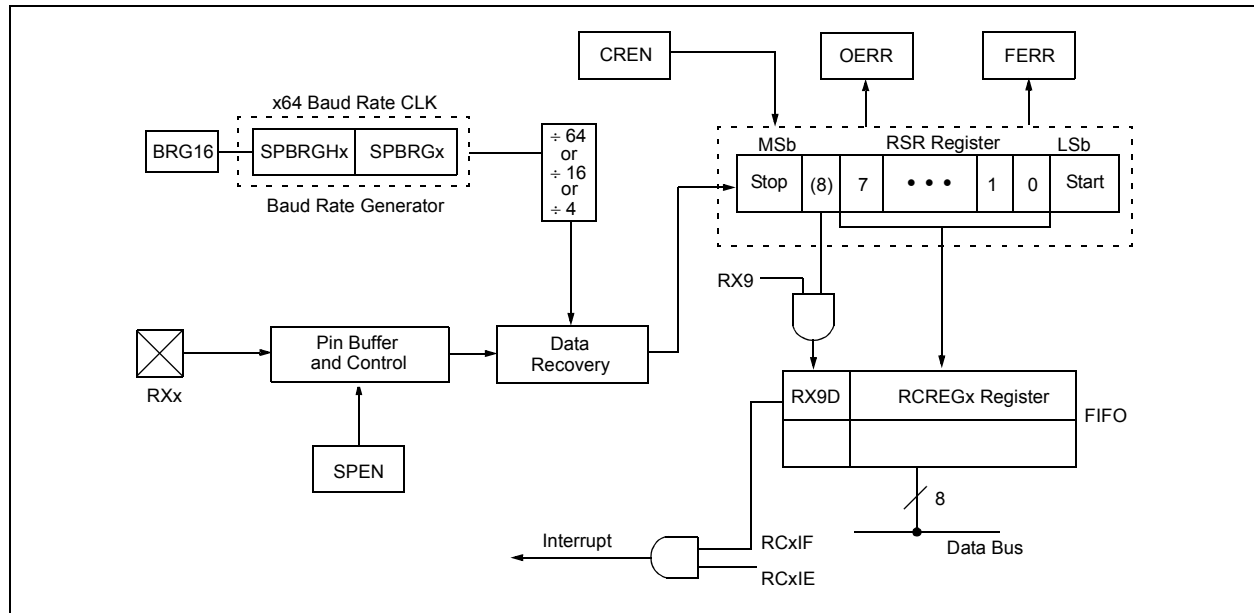 CREN
OERR
FERR
x64 Baud Rate CLK
BRG16
SPBRGHx
SPBRGx
Baud Rate Generator
÷ 64
or
÷ 16
or
÷ 4
MSb
RSR Register
LSb
Stop
(8)
7
• • •
1
0
Start
RX9
Pin Buffer
and Control
Data
Recovery
RXx
SPEN
RX9D
RCREGx Register
FIFO
8
Data Bus
Interrupt
RCxIF
RCxIE